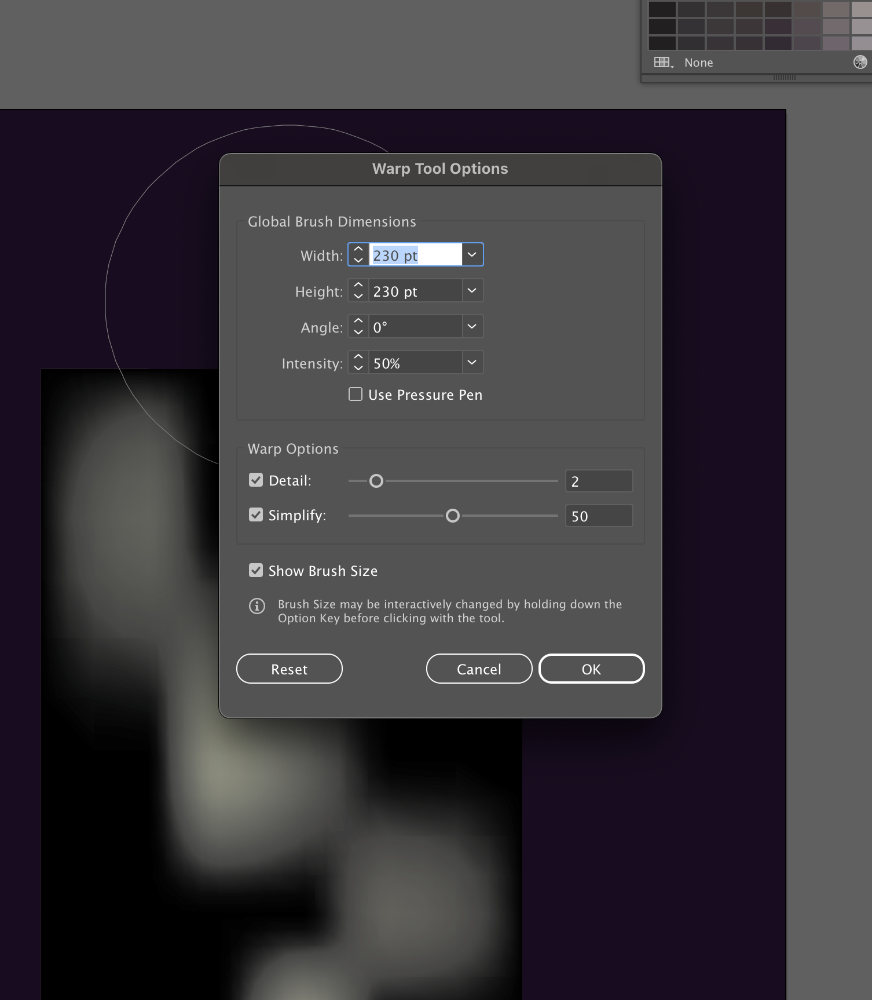 None
Warp Tool Options
Global Brush Dimensions
Width: 230 pt
Height: 230 pt
Angle: 0°
Intensity: 50%
Use Pressure Pen
Warp Options
Detail: 2
Simplify: 50
Show Brush Size
Brush Size may be interactively changed by holding down the
Option Key before clicking with the tool.
Reset Cancel OK